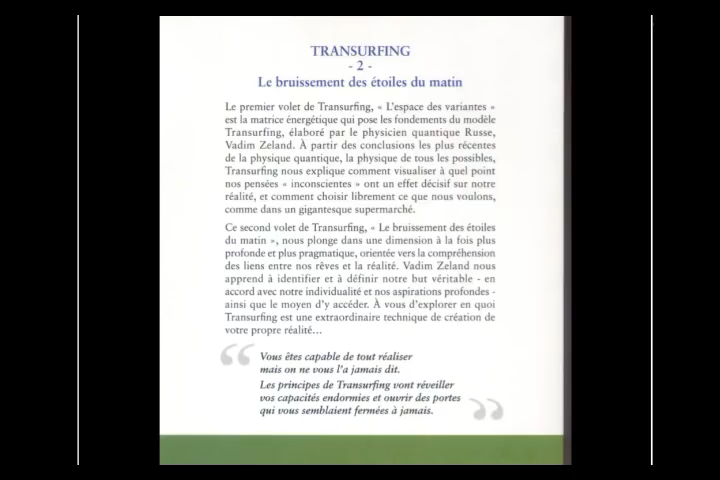 TRANSURFING
- 2 -
Le bruissement des étoiles du matin
Le premier volet de Transurfing, « L'espace des variantes »
est la matrice énergétique qui pose les fondements du modèle
Transurfing, élaboré par le physicien quantique Russe,
Vadim Zeland. À partir des conclusions les plus récentes
de la physique quantique, la physique de tous les possibles,
Transurfing nous explique comment visualiser à quel point
nos pensées « inconscientes » ont un effet décisif sur notre
réalité, et comment choisir librement ce que nous voulons,
comme dans un gigantesque supermarché.
Ce second volet de Transurfing, « Le bruissement des étoiles
du matin », nous plonge dans une dimension à la fois plus
profonde et plus pragmatique, orientée vers la compréhension
des liens entre nos rêves et la réalité. Vadim Zeland nous
apprend à identifier et à définir notre but véritable - en
accord avec notre individualité et nos aspirations profondes -
ainsi que le moyen d'y accéder. À vous d'explorer en quoi
Transurfing est une extraordinaire technique de création de
votre propre réalité...
“ Vous êtes capable de tout réaliser
mais on ne vous l'a jamais dit.
Les principes de Transurfing vont réveiller
vos capacités endormies et ouvrir des portes
qui vous semblaient fermées à jamais. ”